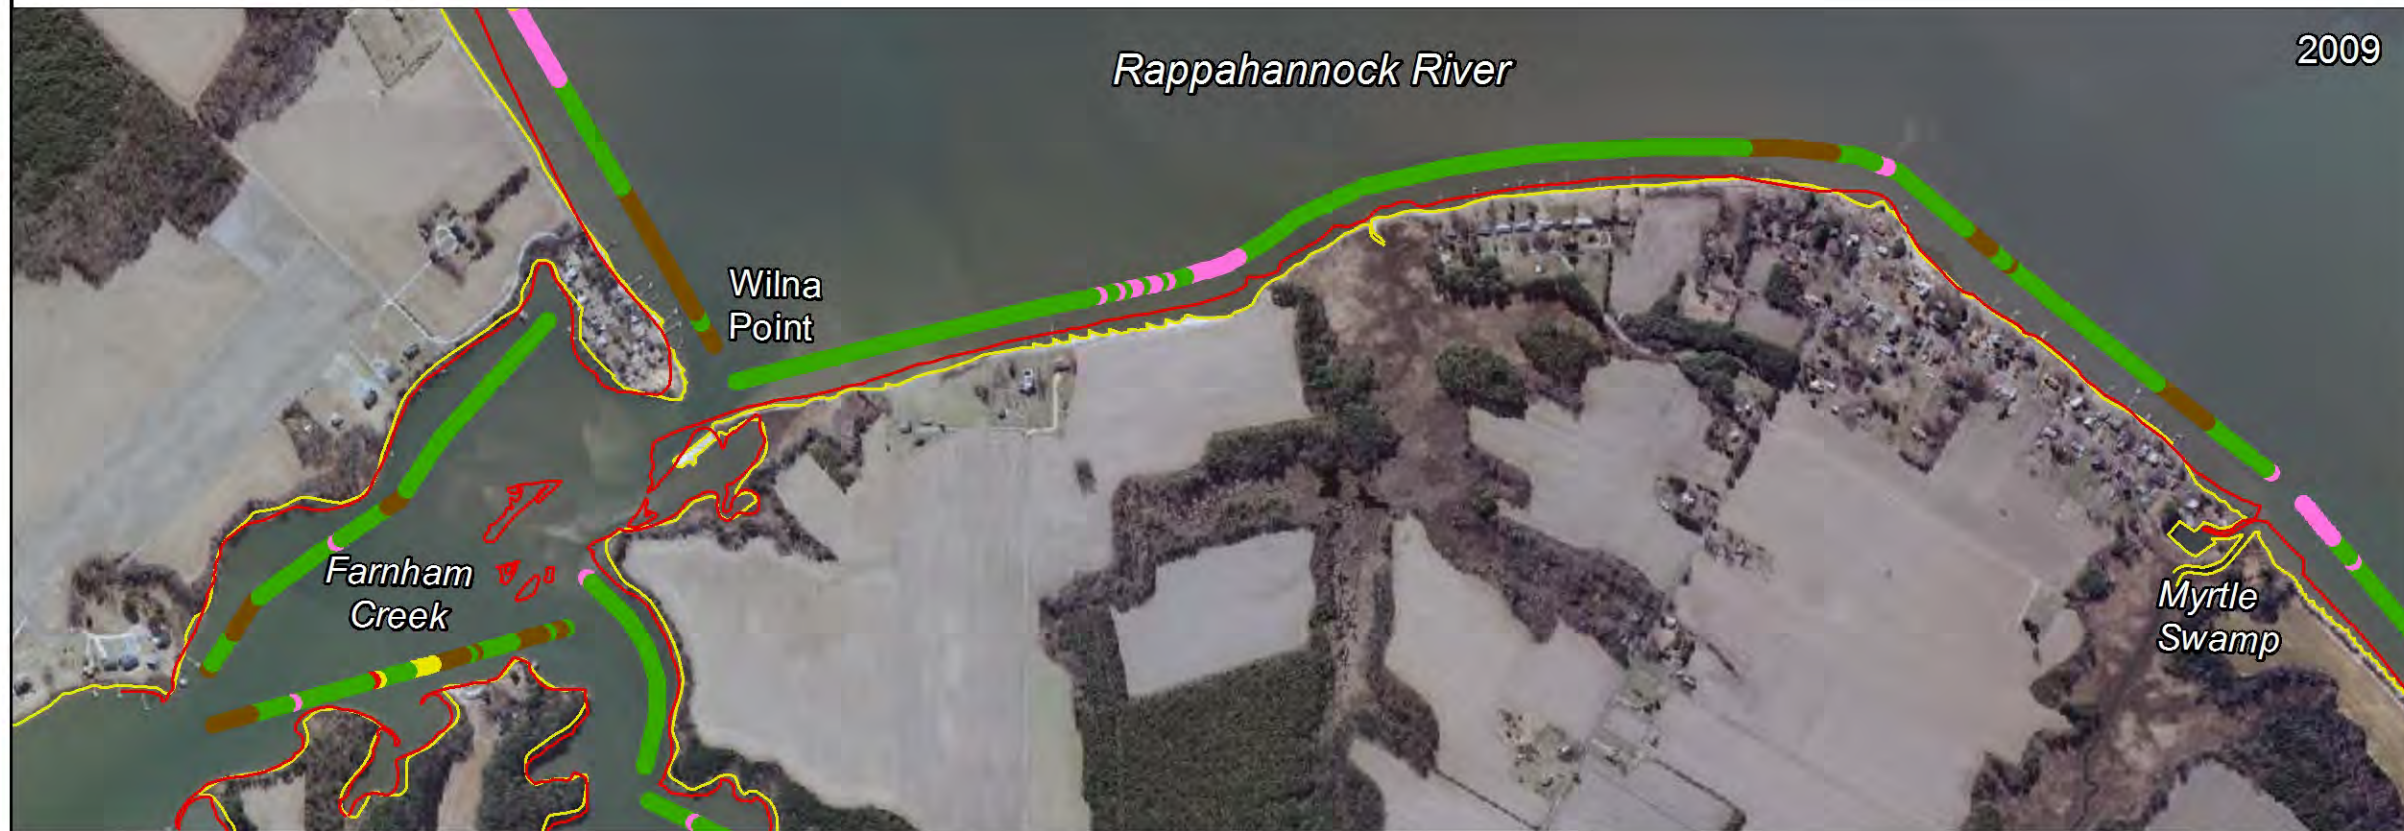 Rappahannock River
2009
Wilna
Point
Farnham
Creek
Myrtle
Swamp